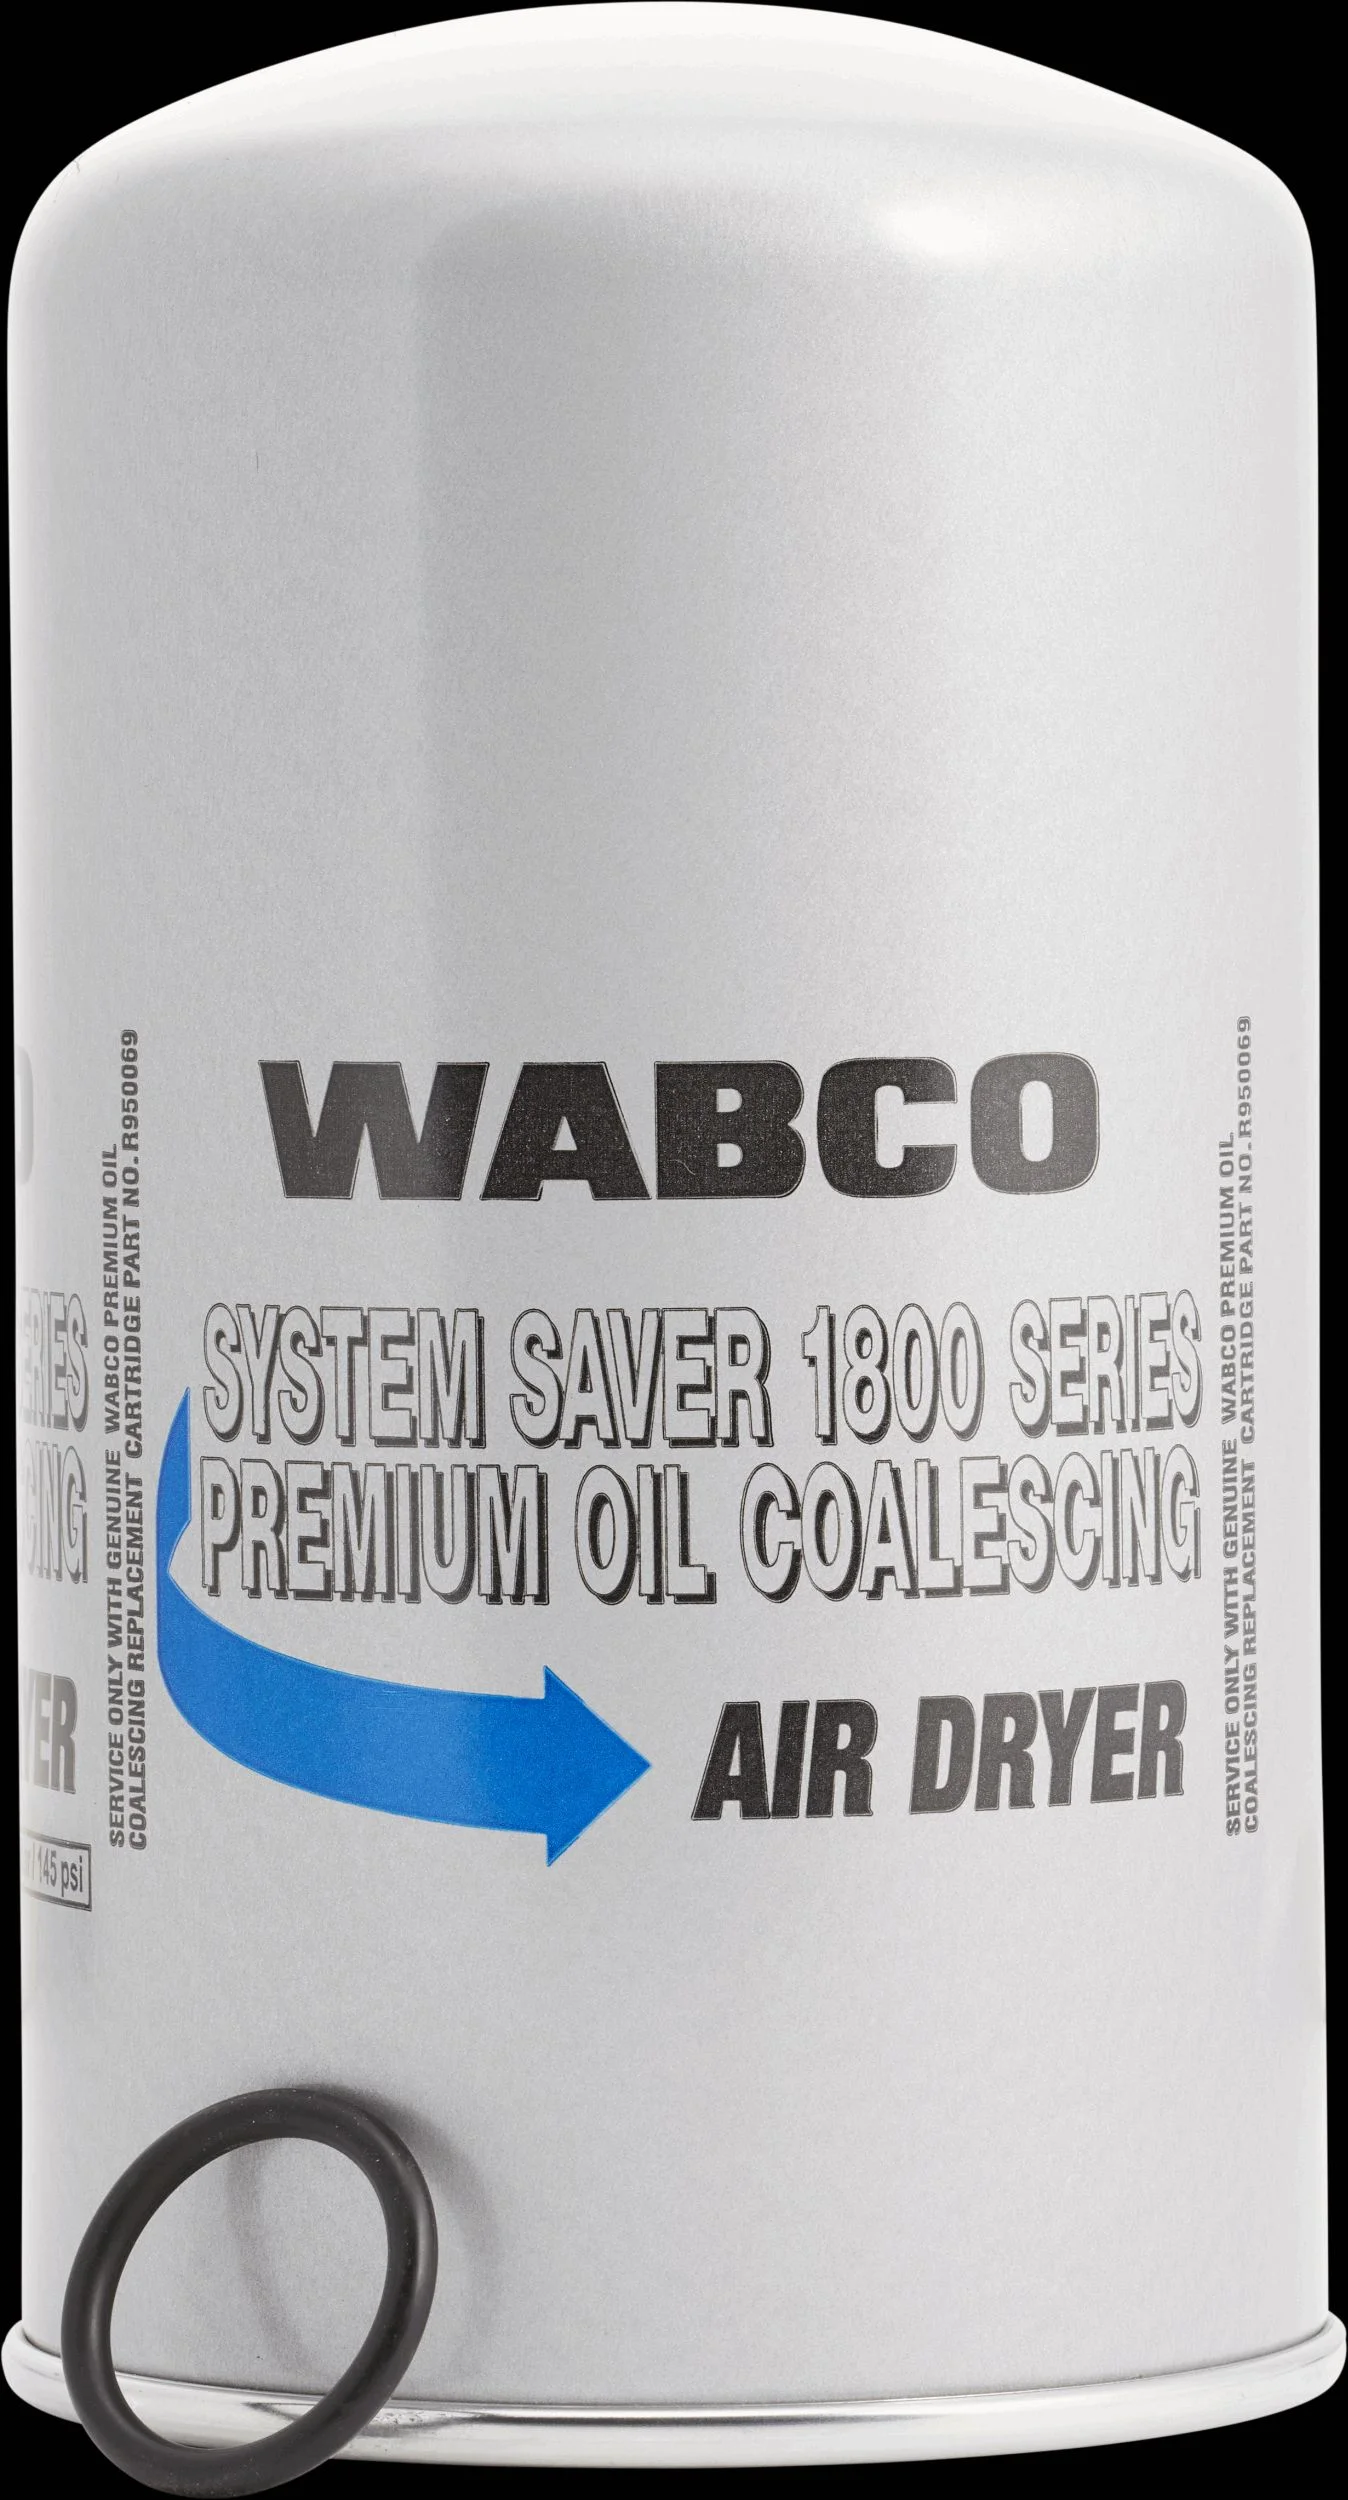 WABCO
SYSTEM SAVER 1800 SERIES
PREMIUM OIL COALESCING
AIR DRYER
SERVICE ONLY WITH GENUINE WABCO PREMIUM OIL
COALESCING REPLACEMENT CARTRIDGE PART NO. R950069
SERVICE ONLY WITH GENUINE WABCO PREMIUM OIL
COALESCING REPLACEMENT CARTRIDGE PART NO. R950069
145 psi